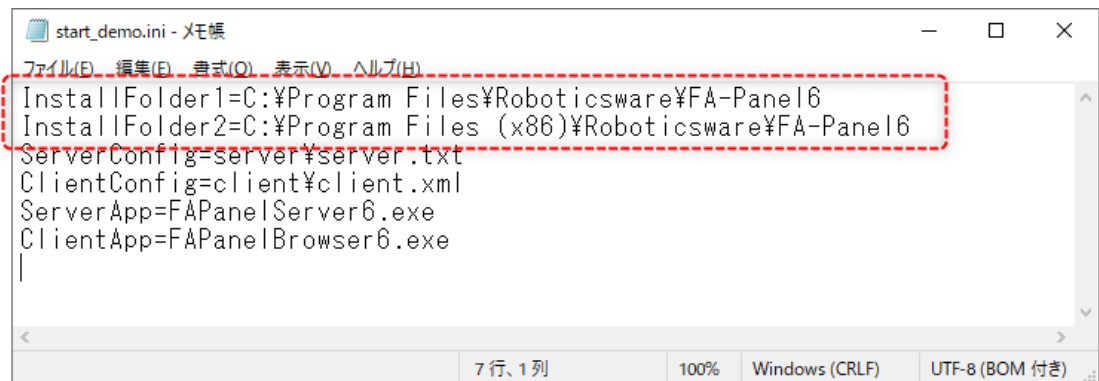 start_demo.ini - メモ帳
ファイル(F) 編集(E) 書式(O) 表示(V) ヘルプ(H)
InstallFolder1=C:¥Program Files¥Roboticsware¥FA-Panel6
InstallFolder2=C:¥Program Files (x86)¥Roboticsware¥FA-Panel6
ServerConfig=server¥server.txt
ClientConfig=client¥client.xml
ServerApp=FAPanelServer6.exe
ClientApp=FAPanelBrowser6.exe
7 行、1 列 100% Windows (CRLF) UTF-8 (BOM 付き)